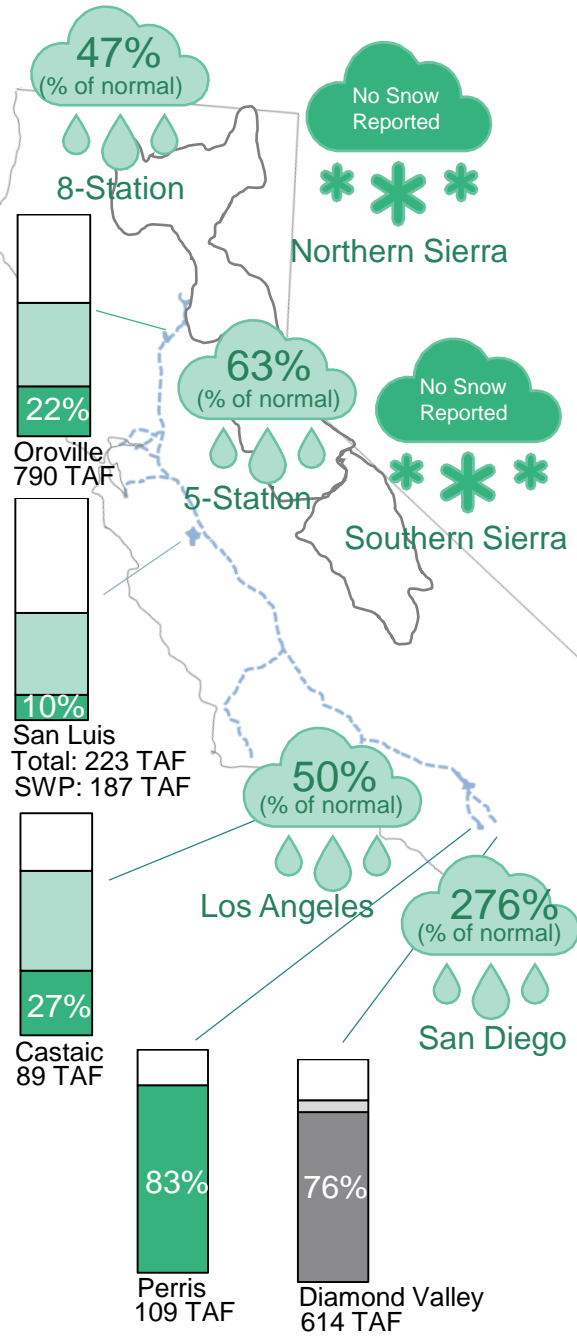 47%
(% of normal)
8-Station
No Snow
Reported
Northern Sierra
22%
Oroville
790 TAF
63%
(% of normal)
5-Station
No Snow
Reported
Southern Sierra
10%
San Luis
Total: 223 TAF
SWP: 187 TAF
50%
(% of normal)
Los Angeles
276%
(% of normal)
San Diego
27%
Castaic
89 TAF
83%
Perris
109 TAF
76%
Diamond Valley
614 TAF